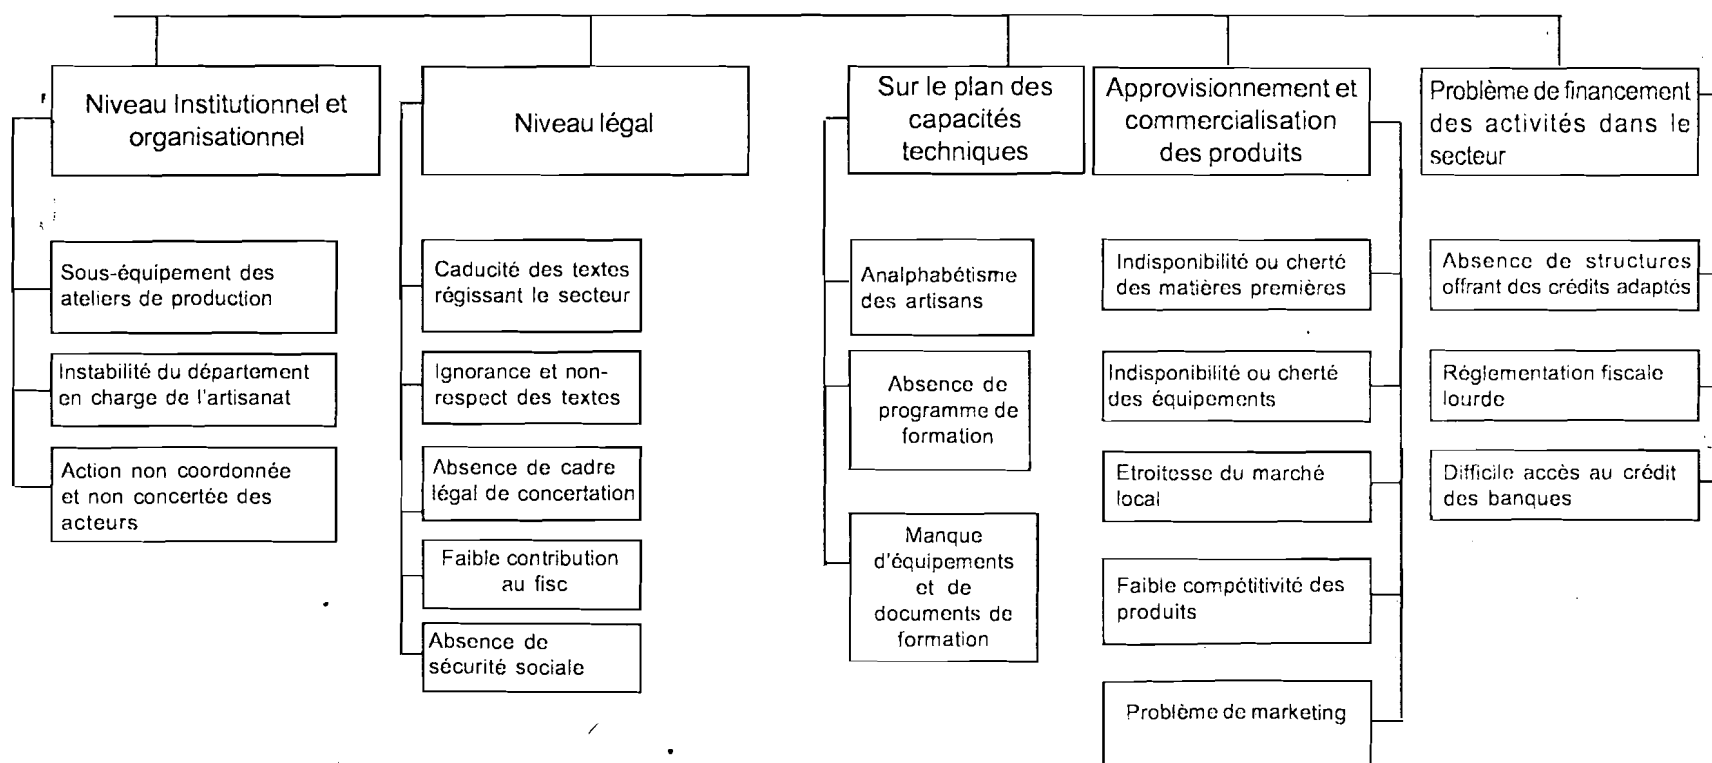 Niveau Institutionnel et
organisationnel
Sous-équipement des
ateliers de production
Instabilité du département
en charge de l'artisanat
Action non coordonnée
et non concertée des
acteurs
Niveau légal
Caducité des textes
régissant le secteur
Ignorance et non-
respect des textes
Absence de cadre
légal de concertation
Faible contribution
au fisc
Absence de
sécurité sociale
Sur le plan des
capacités
techniques
Analphabétisme
des artisans
Absence de
programme de
formation
Manque
d'équipements
et de
documents de
formation
Approvisionnement et
commercialisation
des produits
Indisponibilité ou cherté
des matières premières
Indisponibilité ou cherté
des équipements
Etroitesse du marché
local
Faible compétitivité des
produits
Problème de marketing
Problème de financement
des activités dans le
secteur
Absence de structures
offrant des crédits adaptés
Réglementation fiscale
lourde
Difficile accès au crédit
des banques